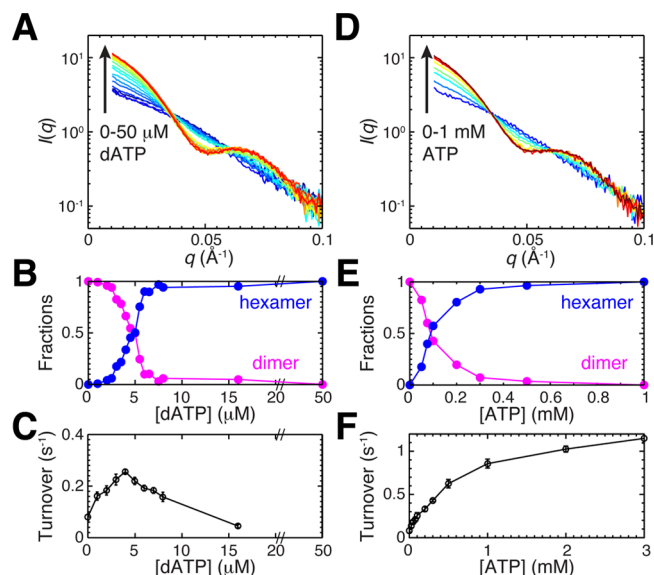 A
I(q)
10¹
10⁰
10⁻¹
0-50 μM
dATP
0
0.05
0.1
q (Å⁻¹)
D
I(q)
10¹
10⁰
10⁻¹
0-1 mM
ATP
0
0.05
0.1
q (Å⁻¹)
B
Fractions
1
0.5
0
hexamer
dimer
0
5
10
15
20
50
[dATP] (μM)
E
Fractions
1
0.5
0
hexamer
dimer
0
0.2
0.4
0.6
0.8
1
[ATP] (mM)
C
Turnover (s⁻¹)
0.4
0.2
0
0
5
10
15
20
50
[dATP] (μM)
F
Turnover (s⁻¹)
1
0.5
0
0
1
2
3
[ATP] (mM)